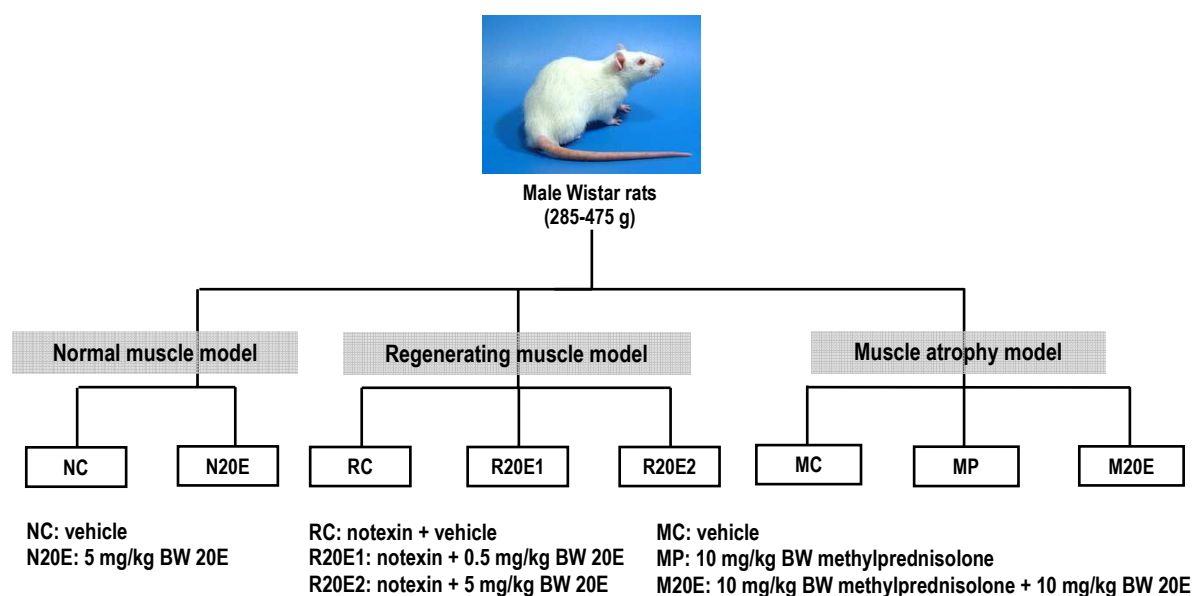 Male Wistar rats
(285-475 g)
Normal muscle model
Regenerating muscle model
Muscle atrophy model
NC
N20E
RC
R20E1
R20E2
MC
MP
M20E
NC: vehicle
N20E: 5 mg/kg BW 20E
RC: notexin + vehicle
R20E1: notexin + 0.5 mg/kg BW 20E
R20E2: notexin + 5 mg/kg BW 20E
MC: vehicle
MP: 10 mg/kg BW methylprednisolone
M20E: 10 mg/kg BW methylprednisolone + 10 mg/kg BW 20E